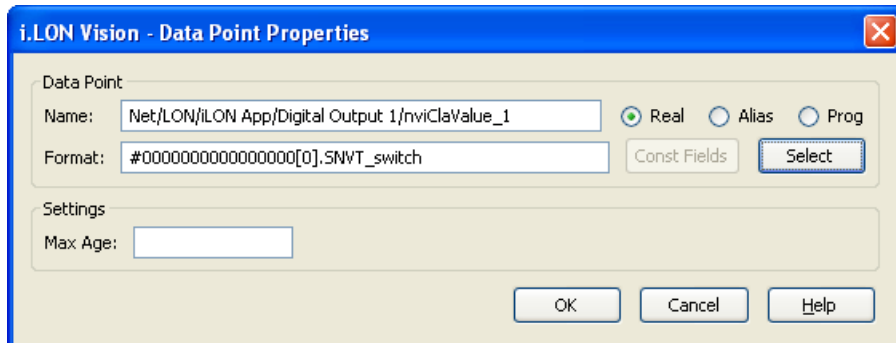 i.LON Vision - Data Point Properties
Data Point
Name: Net/LON/iLON App/Digital Output 1/nviClaValue_1 Real Alias Prog
Format: #0000000000000000[0].SNVT_switch Const Fields Select
Settings
Max Age:
OK Cancel Help